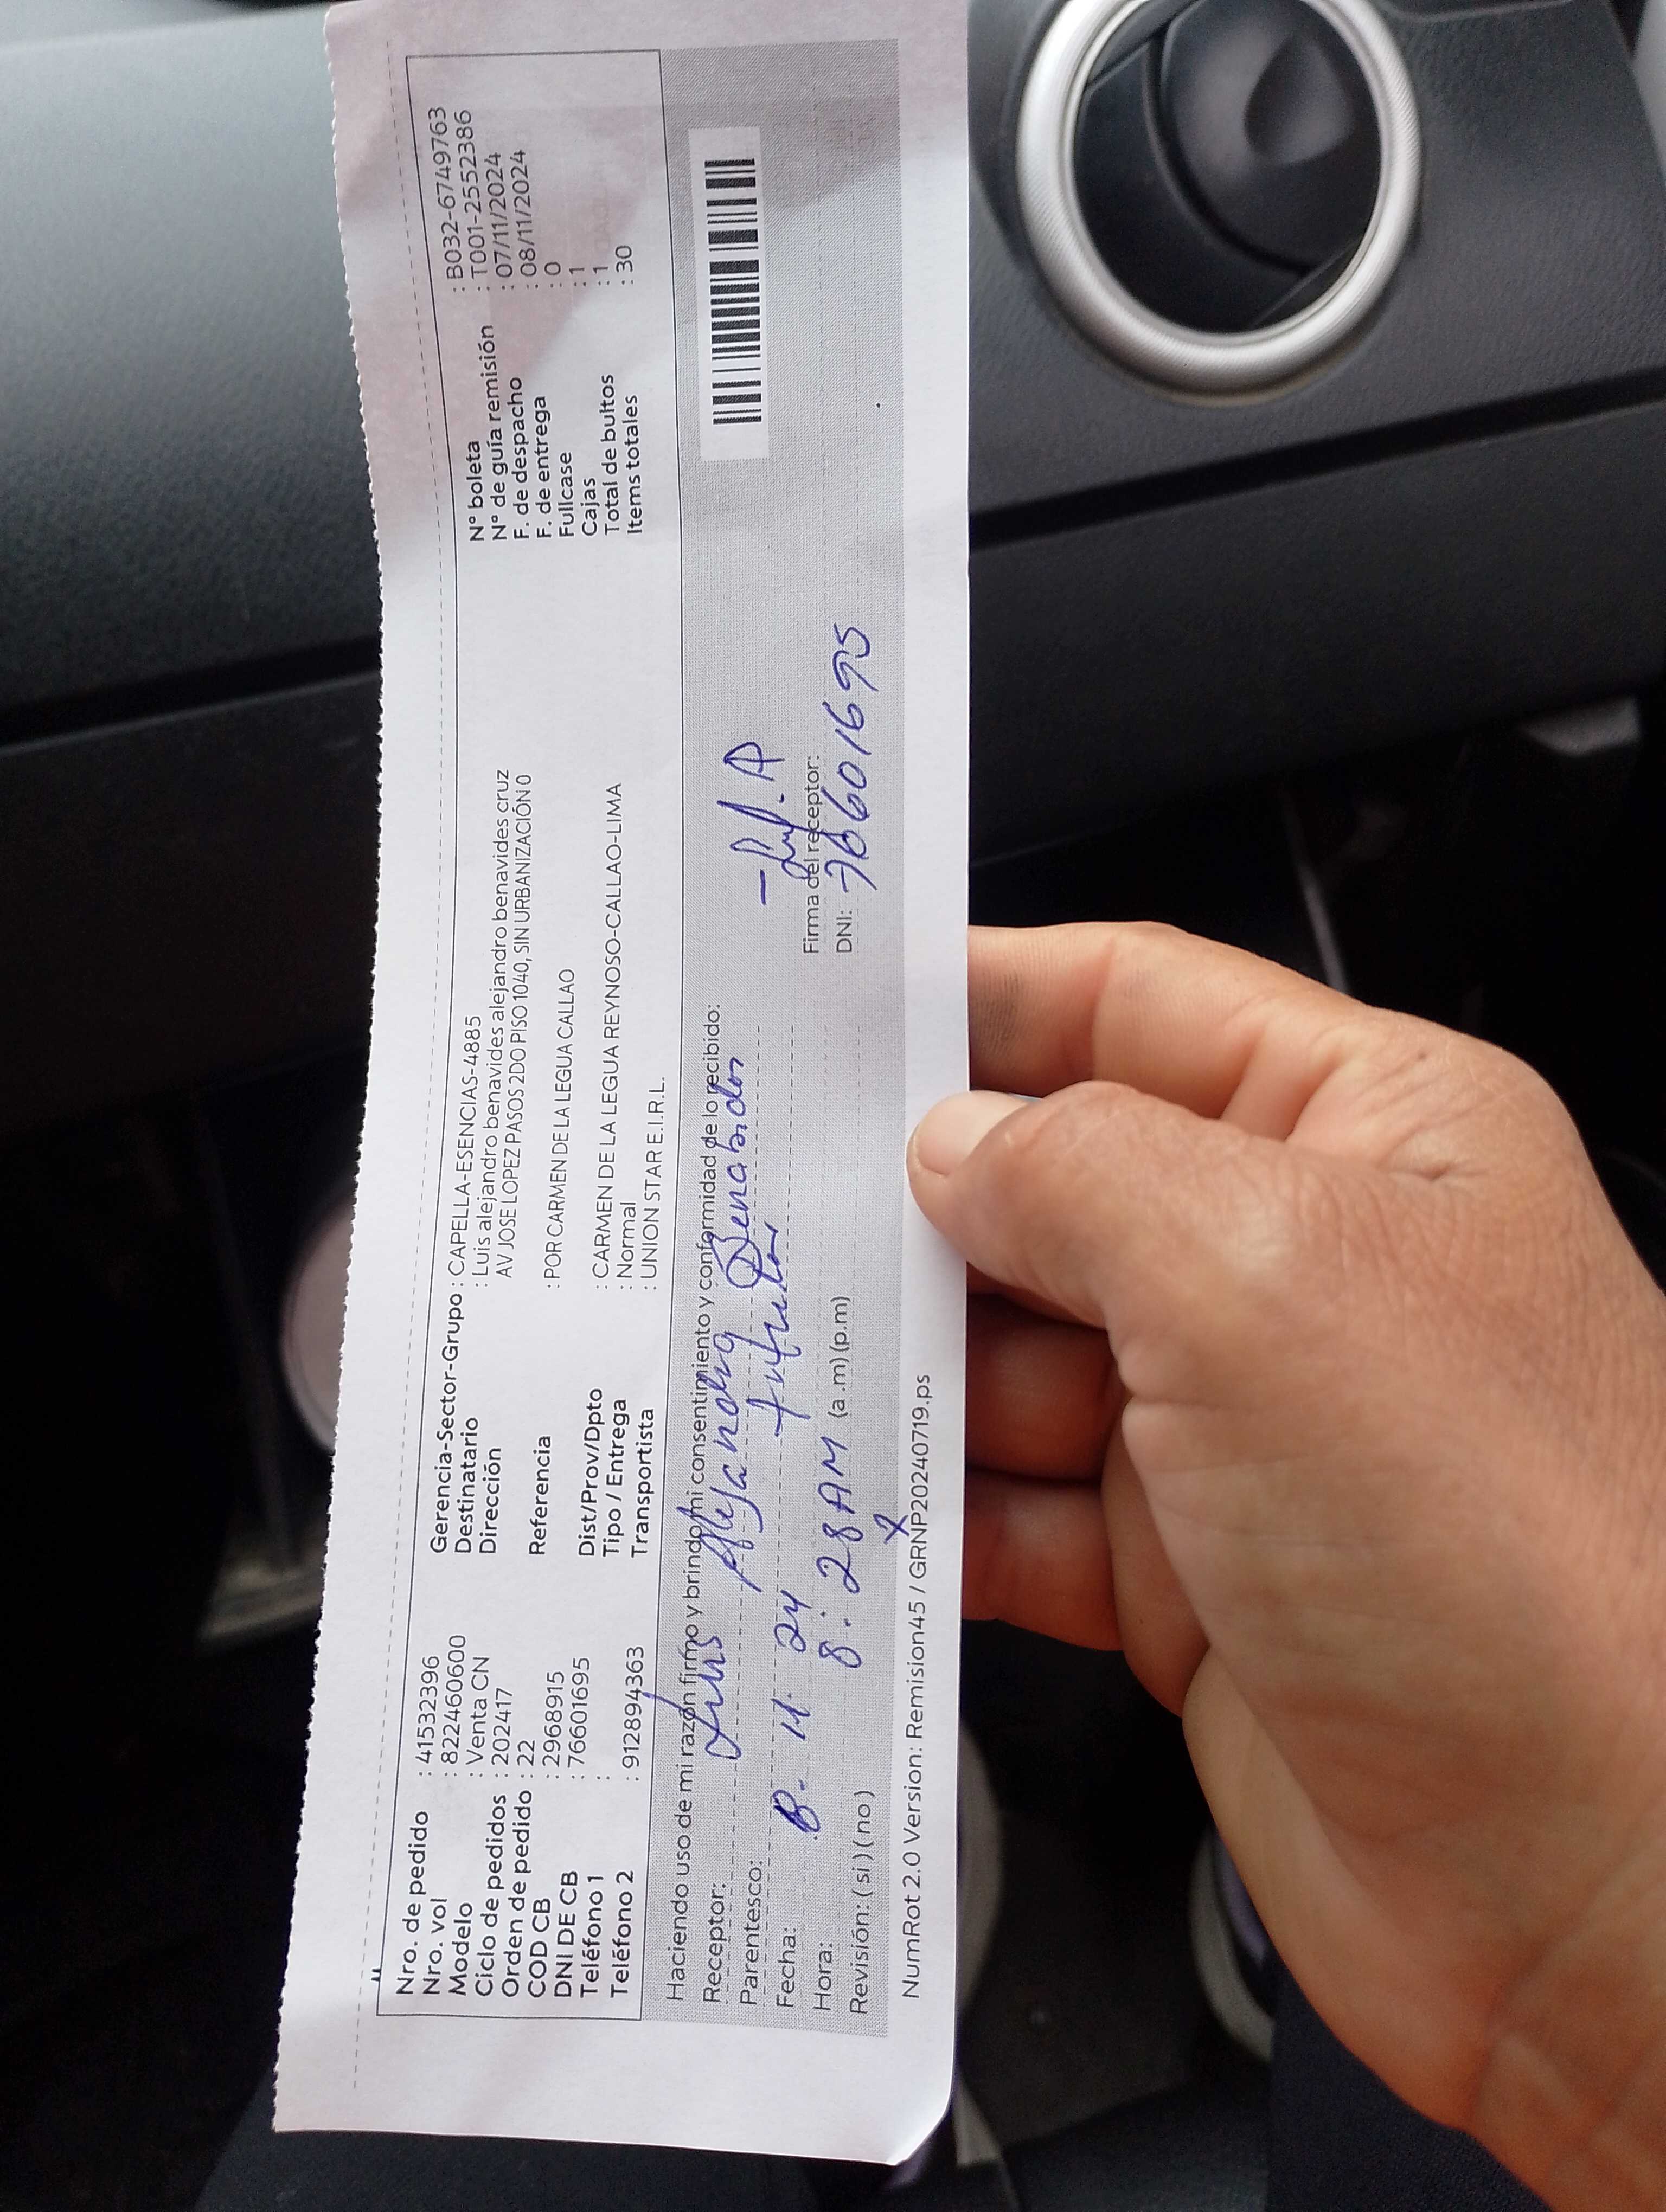 Nro. de pedido : 41532396
Nro. vol : 8224606600
Modelo : Venta CN
Ciclo de pedidos : 202417
Orden de pedido : 22
COD CB : 2968915
DNI DE CB : 76601695
Teléfono 1 :
Teléfono 2 : 912894363
Gerencia-Sector-Grupo : CAPELLA-ESENCIAS-4885
Destinatario : Luis alejandro benavides alejandro benavides cruz
Dirección AV JOSE LOPEZ PASOS 2DO PISO 1040, SIN URBANIZACIÓN 0
Referencia : POR CARMEN DE LA LEGUA CALLAO
Dist/Prov/Dpto : CARMEN DE LA LEGUA REYNOSO-CALLAO-LIMA
Tipo / Entrega : Normal
Transportista : UNION STAR E.I.R.L.
N° boleta : B032-6749763
N° de guía remisión : T001-2552386
F. de despacho : 07/11/2024
F. de entrega : 08/11/2024
Fullcase : 0
Cajas : 1
Total de bultos : 1
Items totales : 30
Haciendo uso de mi razón firmo y brindo mi consentimiento y conformidad de lo recibido:
Receptor: Luis Alejandro Benabides
Parentesco:
Fecha: 8. 11. 24
Hora: 8:28 AM (a.m) (p.m)
Revisión: ( si ) ( no ) X
Firma del receptor:
DNI: 76601695
NumRot 2.0 Version: Remision45 / GRNP20240719.ps